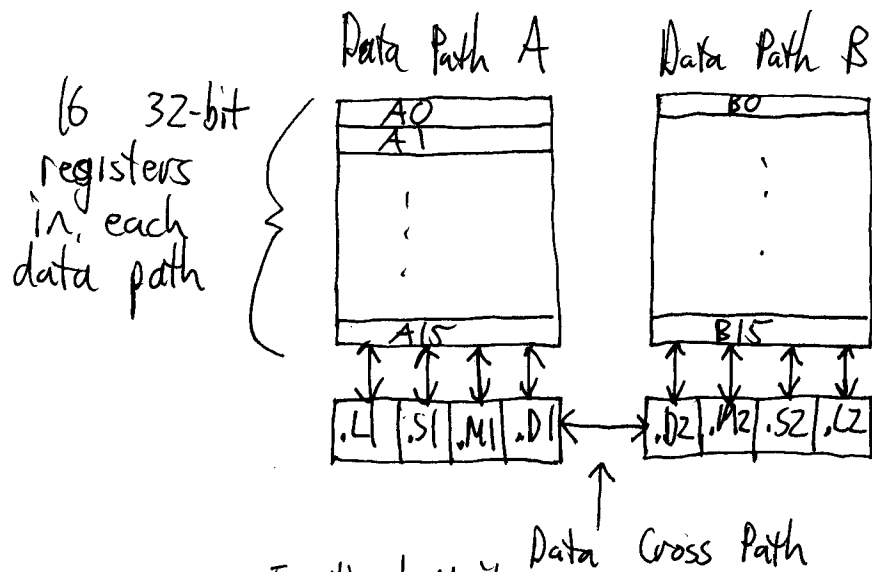 Data Path A
Data Path B
16 32-bit
registers
in each
data path
A0
A1
A15
B0
B15
.L1 .S1 .M1 .D1
.D2 .M2 .S2 .L2
Data Cross Path